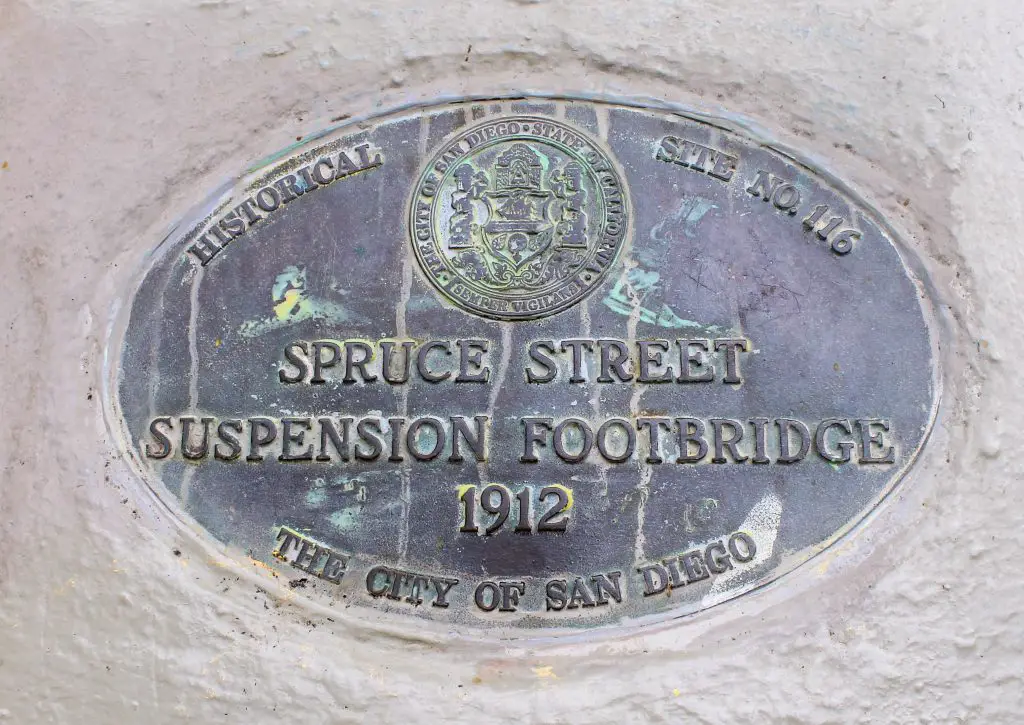 HISTORICAL
SITE NO. 116
THE CITY OF SAN DIEGO • STATE OF CALIFORNIA
SEMPER VIGILANS
SPRUCE STREET
SUSPENSION FOOTBRIDGE
1912
THE CITY OF SAN DIEGO